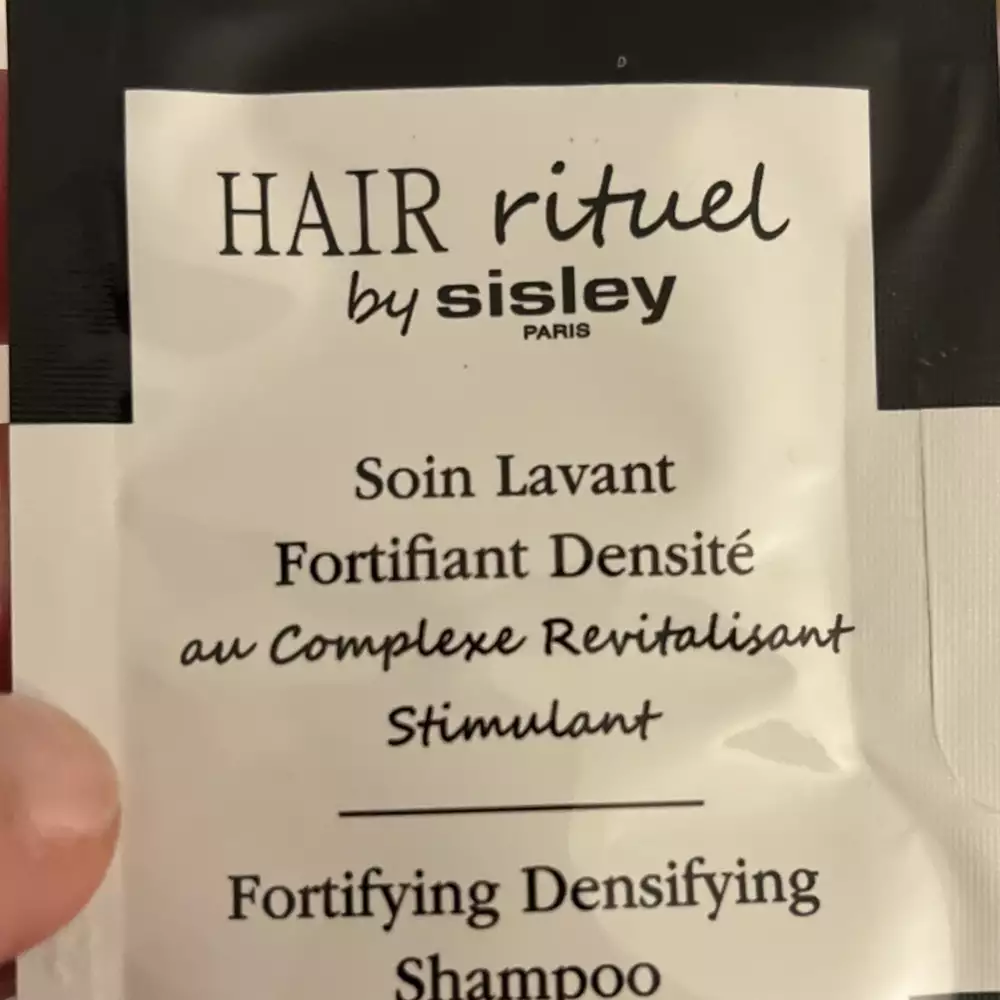 HAIR rituel
by sisley
PARIS
Soin Lavant
Fortifiant Densité
au Complexe Revitalisant
Stimulant
Fortifying Densifying
Shampoo